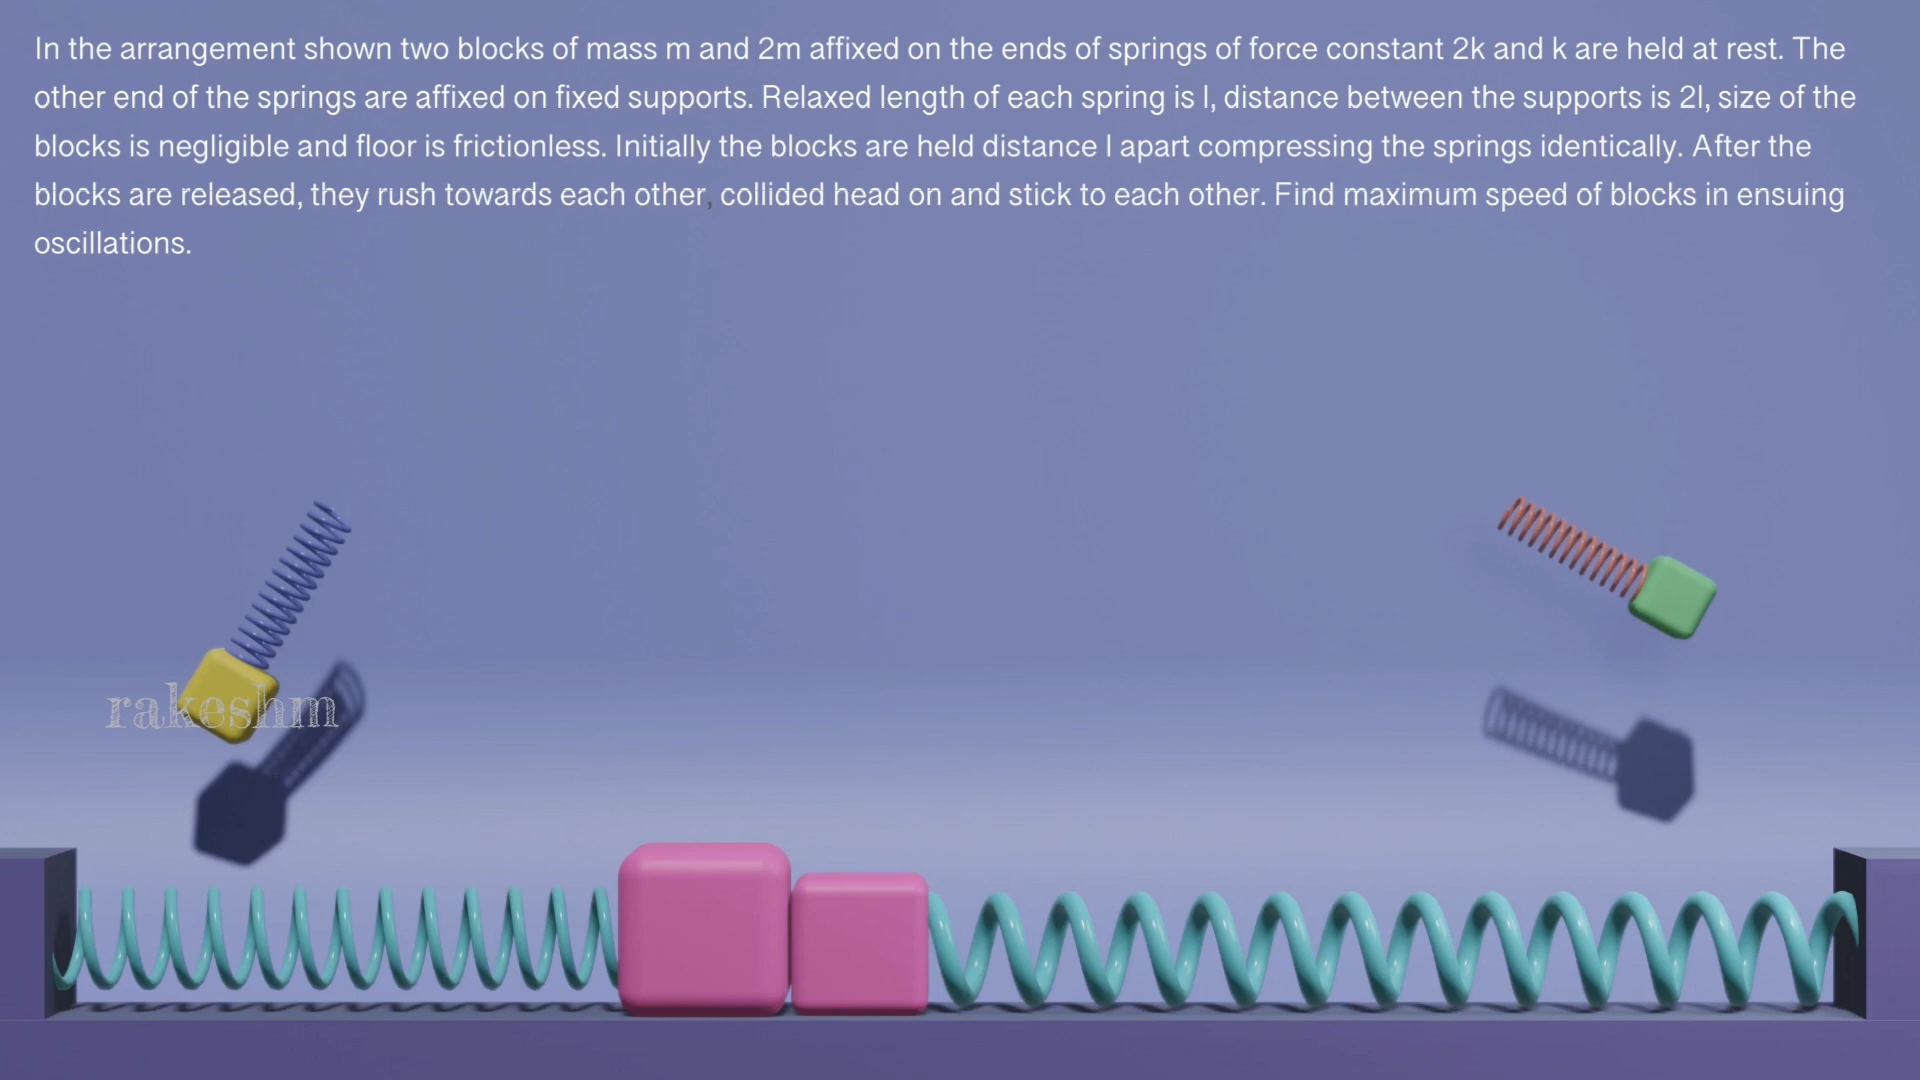 In the arrangement shown two blocks of mass m and 2m affixed on the ends of springs of force constant 2k and k are held at rest. The
other end of the springs are affixed on fixed supports. Relaxed length of each spring is l, distance between the supports is 2l, size of the
blocks is negligible and floor is frictionless. Initially the blocks are held distance l apart compressing the springs identically. After the
blocks are released, they rush towards each other, collided head on and stick to each other. Find maximum speed of blocks in ensuing
oscillations.
rakeshm